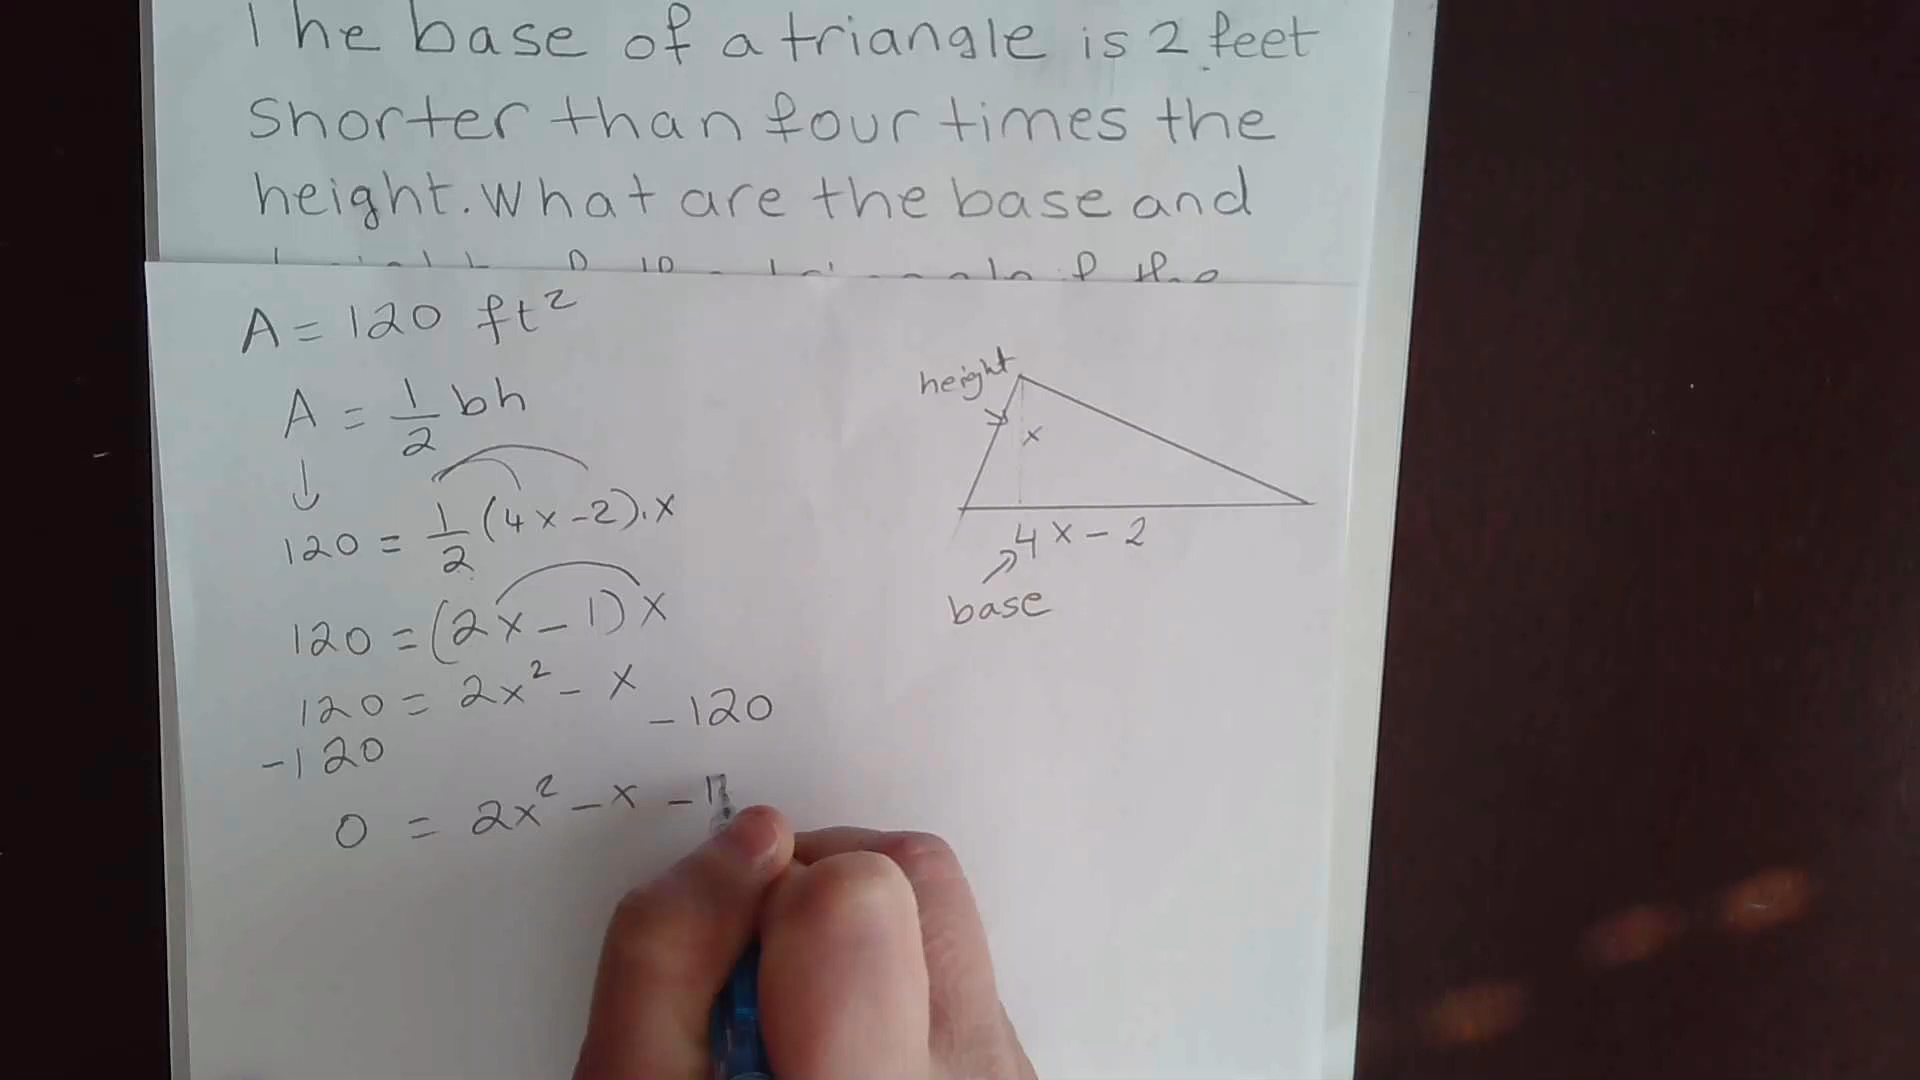 The base of a triangle is 2 feet
shorter than four times the
height. What are the base and
A = 120 ft²
A = 1/2 bh
120 = 1/2 (4x-2).x
120 = (2x-1)x
120 = 2x² - x
-120
-120
0 = 2x² - x -
height
x
4x-2
base